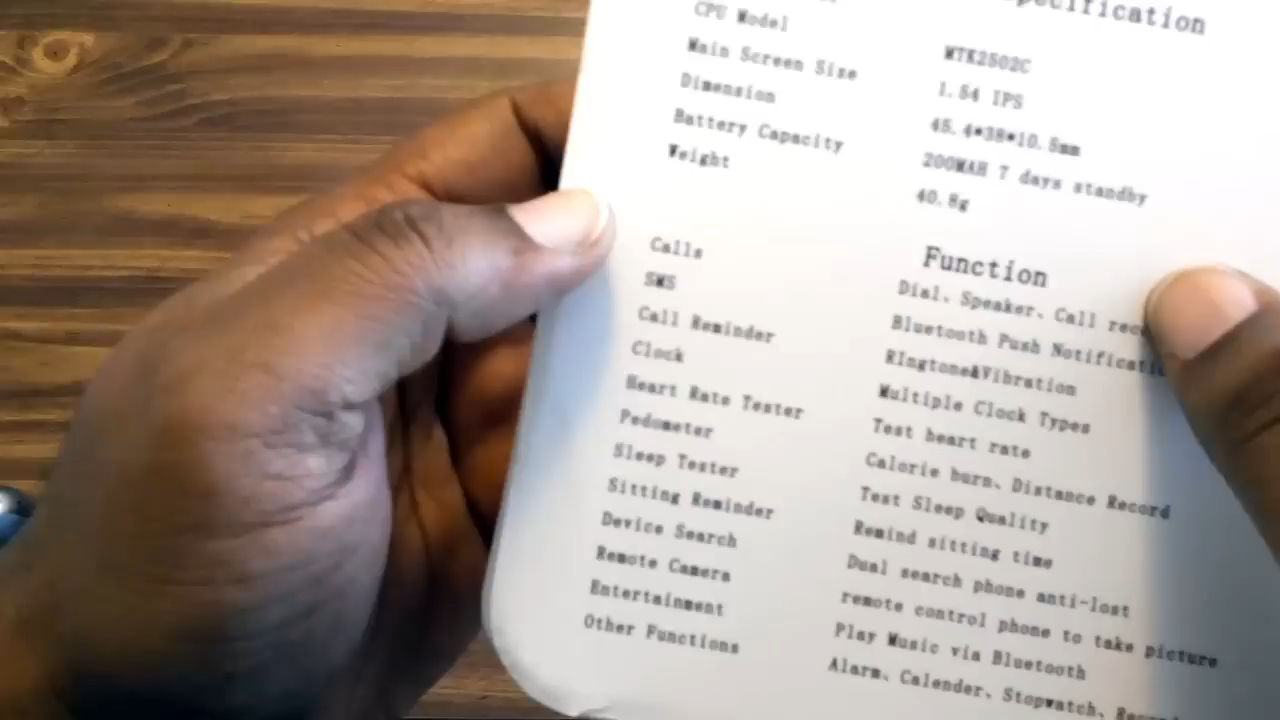 Specification
CPU Model MTK2502C
Main Screen Size 1.54 IPS
Dimension 45.4*38*10.5mm
Battery Capacity 200MAH 7 days standby
Weight 40.8g
Function
Calls Dial、Speaker、Call
SMS Bluetooth Push
Call Reminder RIngtone&Vibration
Clock Multiple Clock Types
Heart Rate Tester Test heart rate
Pedometer Calorie burn、Distance Record
Sleep Tester Test Sleep Quality
Sitting Reminder Remind sitting time
Device Search Dual search phone anti-lost
Remote Camera remote control phone to take picture
Entertainment Play Music via Bluetooth
Other Functions Alarm、Calender、Stopwatch、